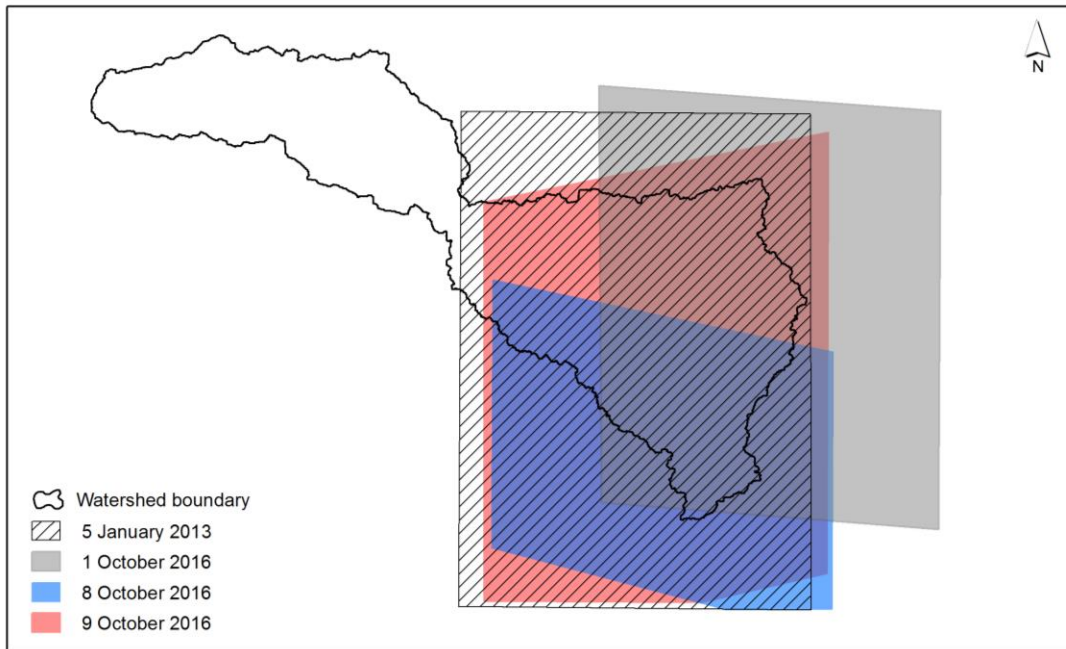 N
Watershed boundary
5 January 2013
1 October 2016
8 October 2016
9 October 2016